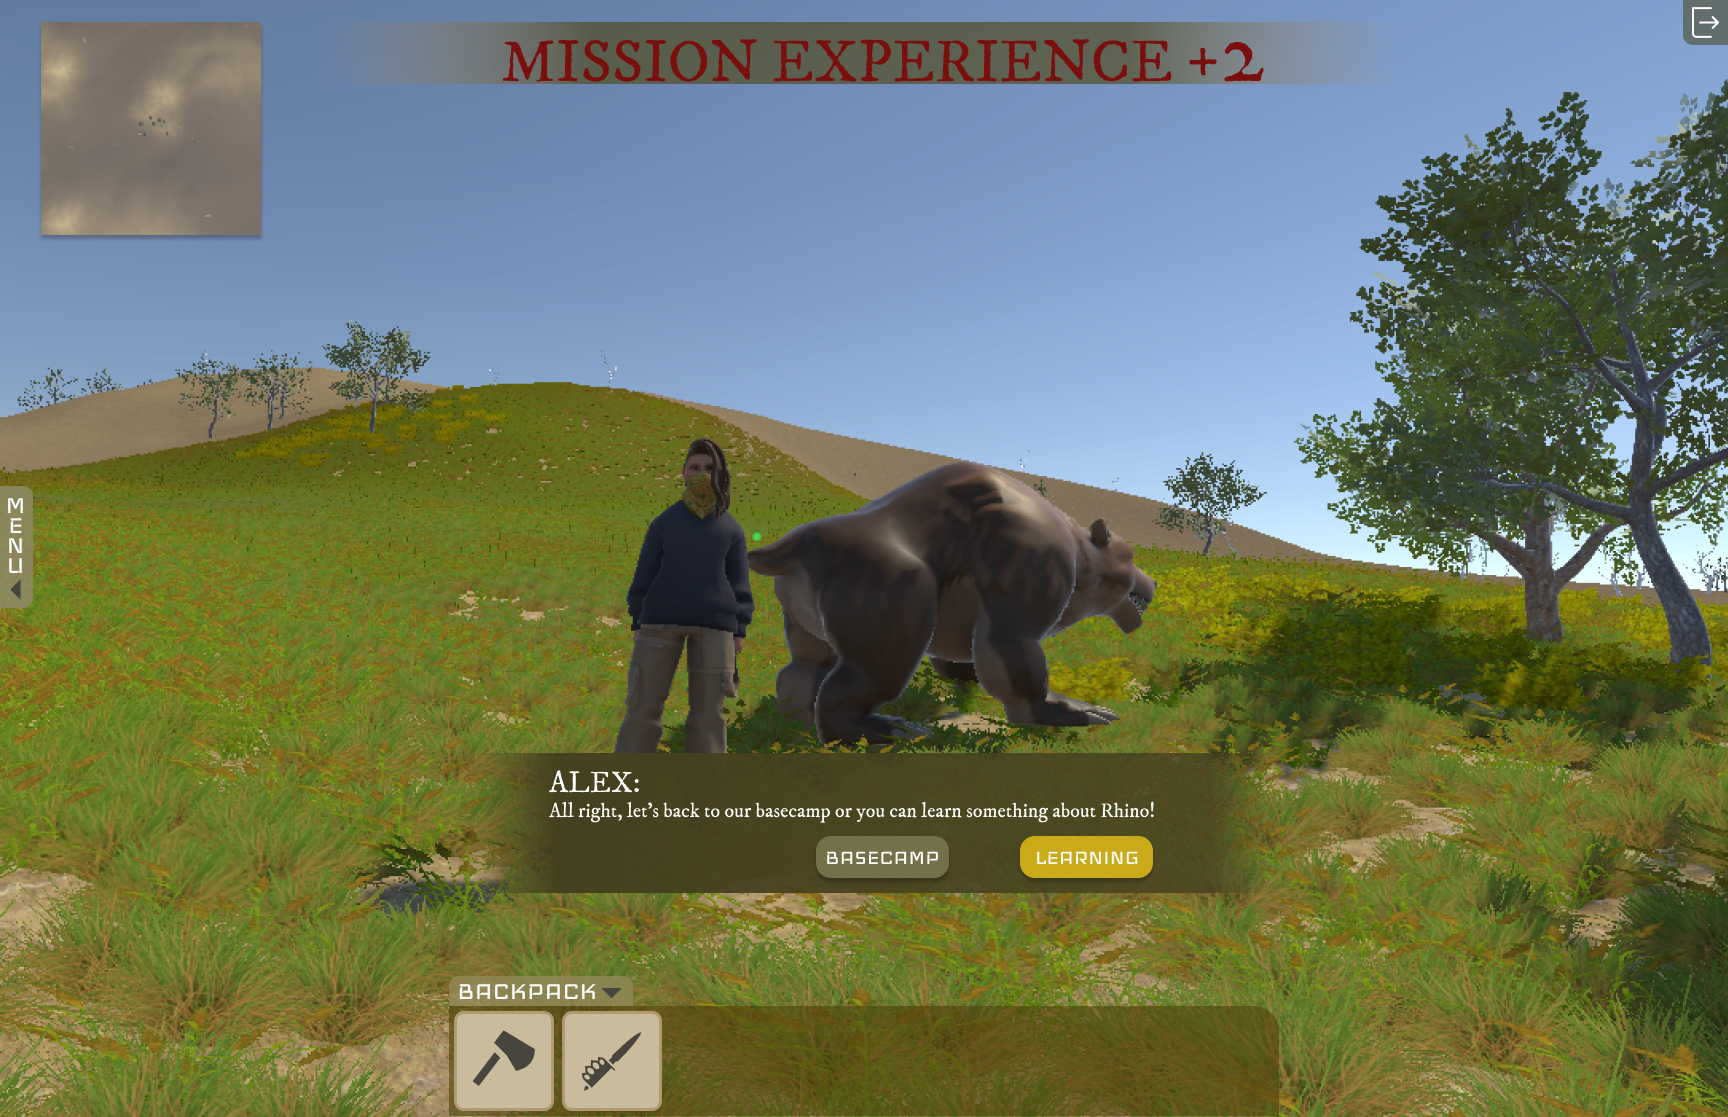 MISSION EXPERIENCE +2
MENU
ALEX:
All right, let's back to our basecamp or you can learn something about Rhino!
BASECAMP
LEARNING
BACKPACK